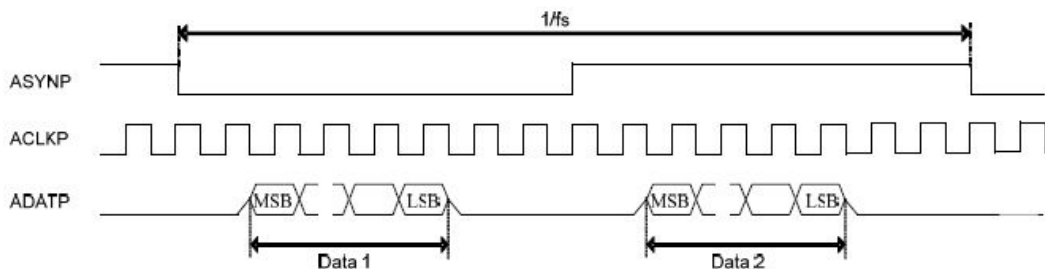 1/fs
ASYNP
ACLKP
ADATP MSB LSB MSB LSB
Data 1 Data 2